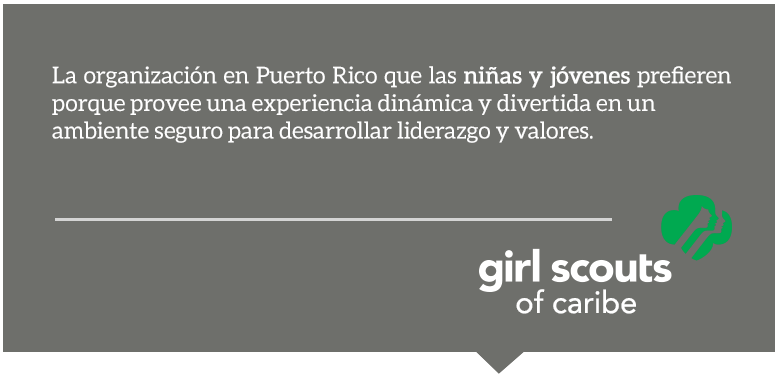 La organización en Puerto Rico que las niñas y jóvenes prefieren
porque provee una experiencia dinámica y divertida en un
ambiente seguro para desarrollar liderazgo y valores.
girl scouts
of caribe